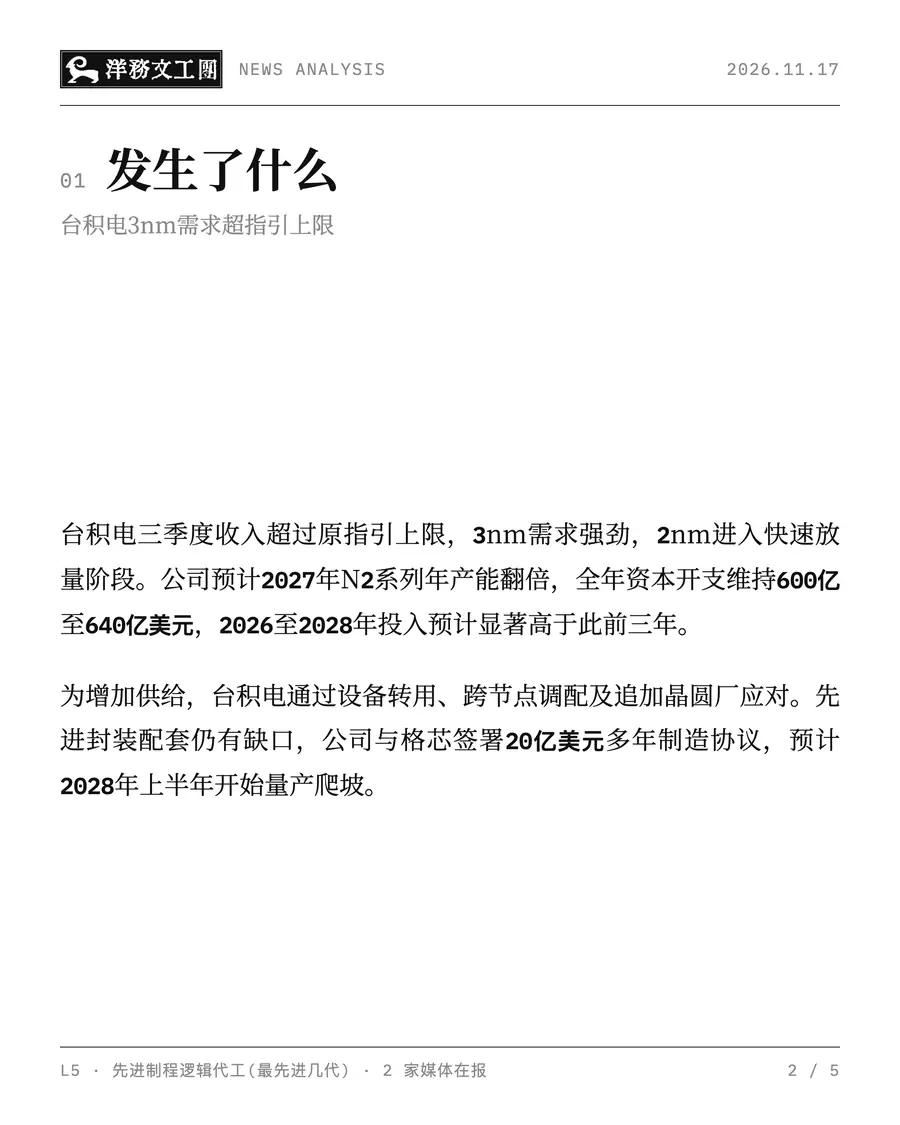 洋務文工團 NEWS ANALYSIS 2026.11.17
01 发生了什么
台积电3nm需求超指引上限
台积电三季度收入超过原指引上限，3nm需求强劲，2nm进入快速放
量阶段。公司预计2027年N2系列年产能翻倍，全年资本开支维持600亿
至640亿美元，2026至2028年投入预计显著高于此前三年。
为增加供给，台积电通过设备转用、跨节点调配及追加晶圆厂应对。先
进封装配套仍有缺口，公司与格芯签署20亿美元多年制造协议，预计
2028年上半年开始量产爬坡。
L5 · 先进制程逻辑代工(最先进几代) · 2 家媒体在报 2 / 5